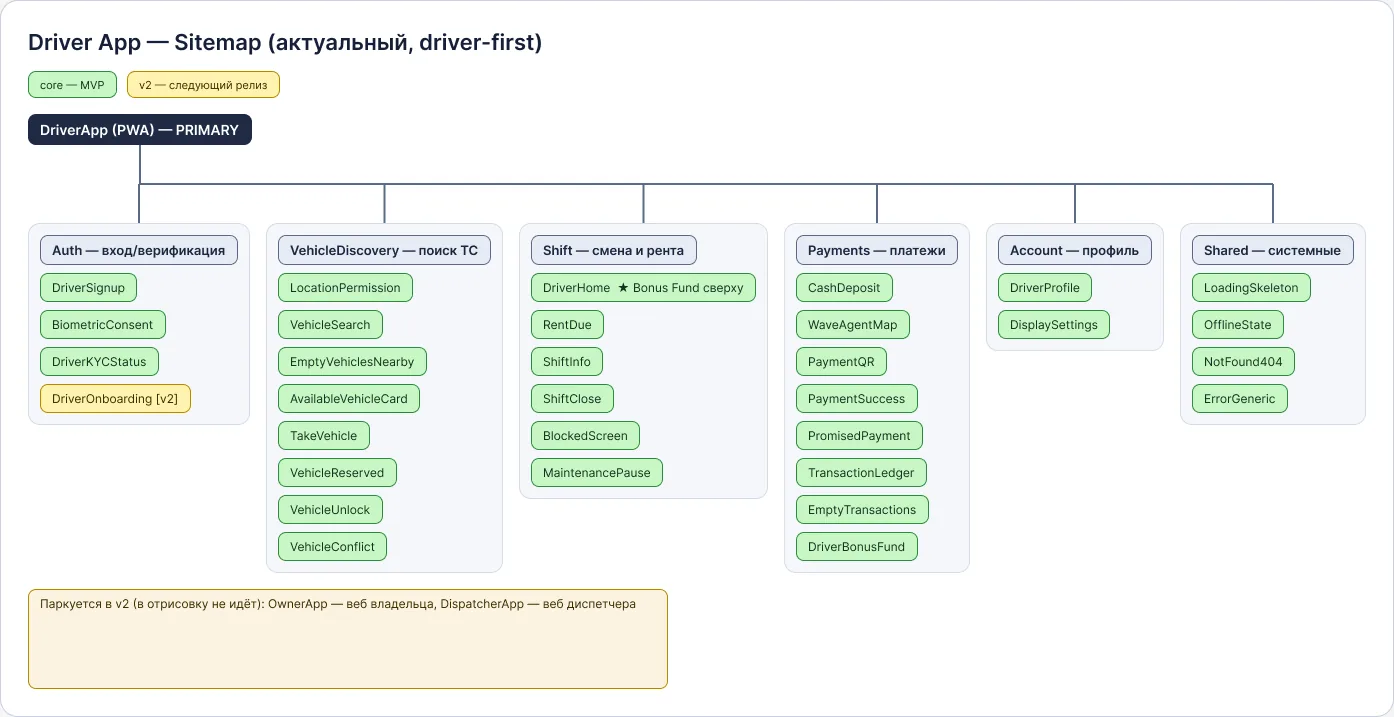 Driver App — Sitemap (актуальный, driver-first)
core — MVP
v2 — следующий релиз
DriverApp (PWA) — PRIMARY
Auth — вход/верификация
DriverSignup
BiometricConsent
DriverKYCStatus
DriverOnboarding [v2]
VehicleDiscovery — поиск ТС
LocationPermission
VehicleSearch
EmptyVehiclesNearby
AvailableVehicleCard
TakeVehicle
VehicleReserved
VehicleUnlock
VehicleConflict
Shift — смена и рента
DriverHome ★ Bonus Fund сверху
RentDue
ShiftInfo
ShiftClose
BlockedScreen
MaintenancePause
Payments — платежи
CashDeposit
WaveAgentMap
PaymentQR
PaymentSuccess
PromisedPayment
TransactionLedger
EmptyTransactions
DriverBonusFund
Account — профиль
DriverProfile
DisplaySettings
Shared — системные
LoadingSkeleton
OfflineState
NotFound404
ErrorGeneric
Паркуется в v2 (в отрисовку не идёт): OwnerApp — веб владельца, DispatcherApp — веб диспетчера